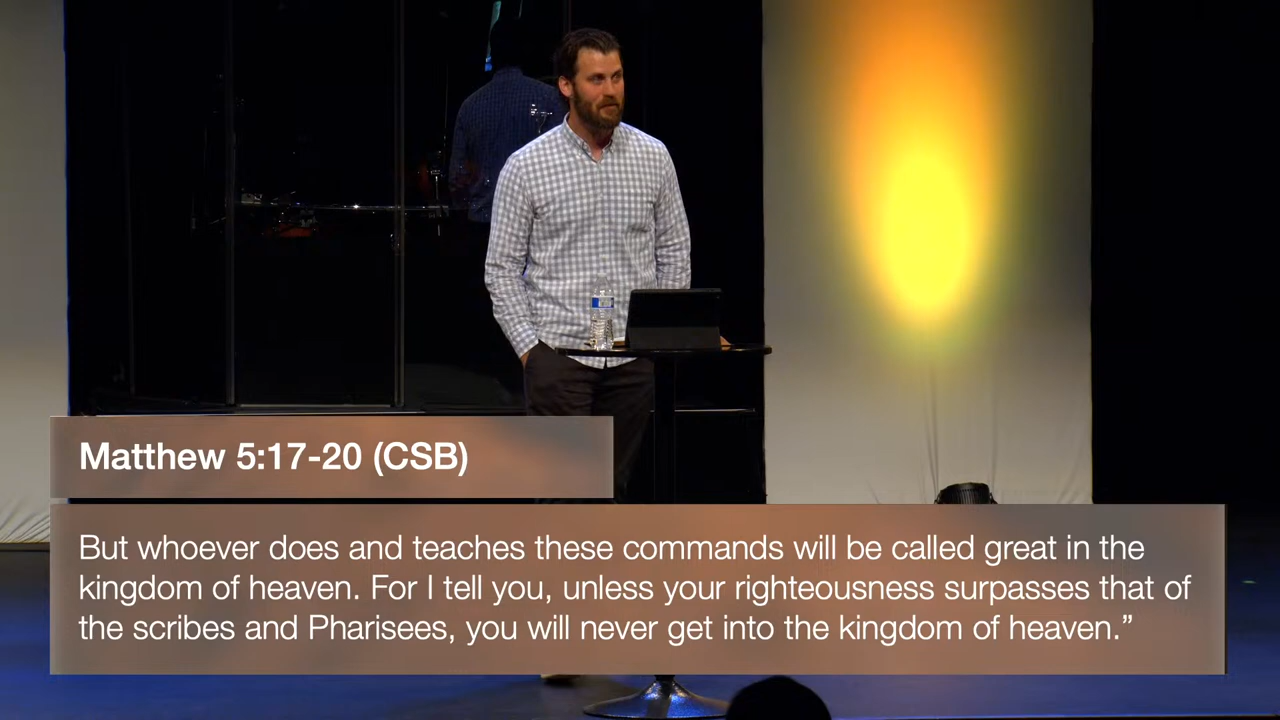 Matthew 5:17-20 (CSB)
But whoever does and teaches these commands will be called great in the
kingdom of heaven. For I tell you, unless your righteousness surpasses that of
the scribes and Pharisees, you will never get into the kingdom of heaven.”